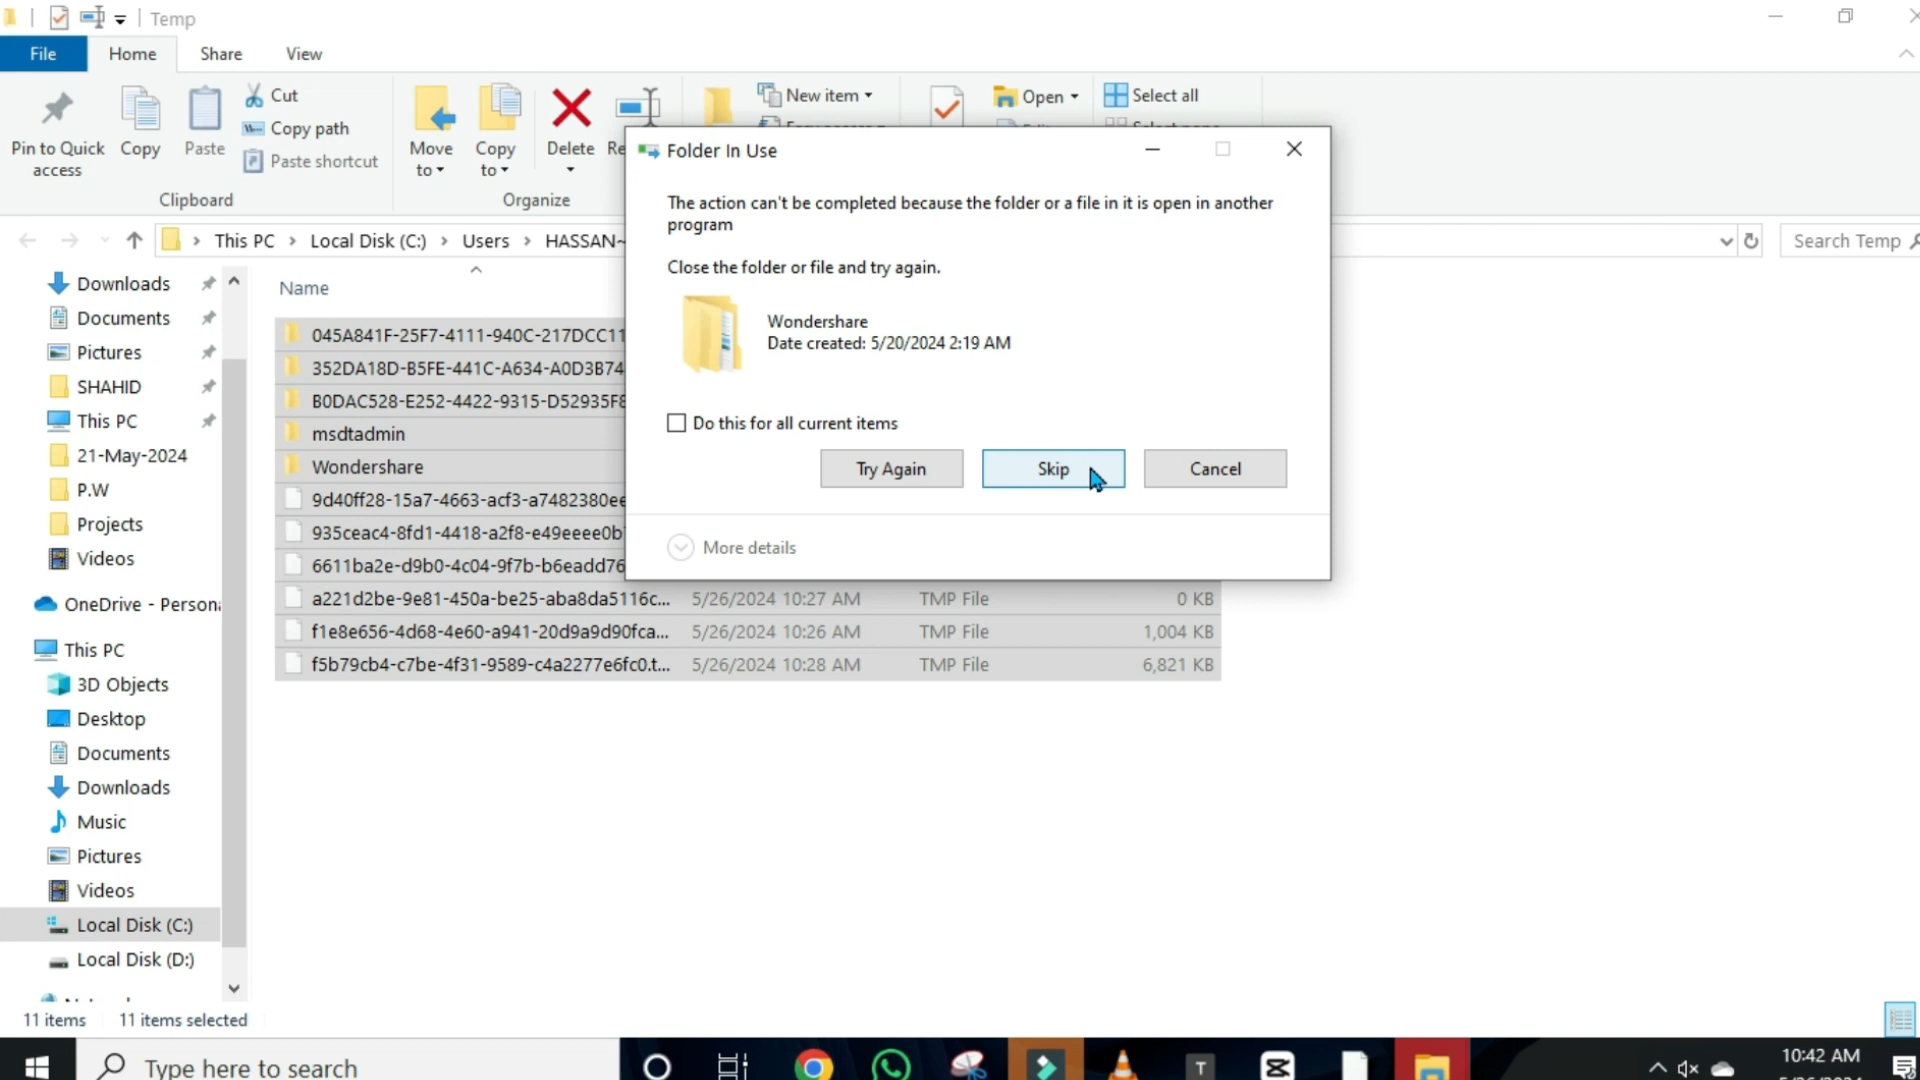 Temp
File
Home
Share
View
Pin to Quick
access
Copy
Paste
Cut
Copy path
Paste shortcut
Clipboard
Move
to
Copy
to
Delete
Re
Organize
New item
Open
Select all
Folder In Use
The action can't be completed because the folder or a file in it is open in another
program
Close the folder or file and try again.
Wondershare
Date created: 5/20/2024 2:19 AM
Do this for all current items
Try Again
Skip
Cancel
More details
This PC > Local Disk (C:) > Users > HASSAN~
Search Temp
Name
045A841F-25F7-4111-940C-217DCC11
352DA18D-B5FE-441C-A634-A0D3B74
B0DAC528-E252-4422-9315-D52935F8
msdtadmin
Wondershare
9d40ff28-15a7-4663-acf3-a7482380ee
935ceac4-8fd1-4418-a2f8-e49eeee0b
6611ba2e-d9b0-4c04-9f7b-b6eadd76
a221d2be-9e81-450a-be25-aba8da5116c... 5/26/2024 10:27 AM TMP File 0 KB
f1e8e656-4d68-4e60-a941-20d9a9d90fca... 5/26/2024 10:26 AM TMP File 1,004 KB
f5b79cb4-c7be-4f31-9589-c4a2277e6fc0.t... 5/26/2024 10:28 AM TMP File 6,821 KB
Downloads
Documents
Pictures
SHAHID
This PC
21-May-2024
P.W
Projects
Videos
OneDrive - Person
This PC
3D Objects
Desktop
Documents
Downloads
Music
Pictures
Videos
Local Disk (C:)
Local Disk (D:)
11 items
11 items selected
Type here to search
T
10:42 AM